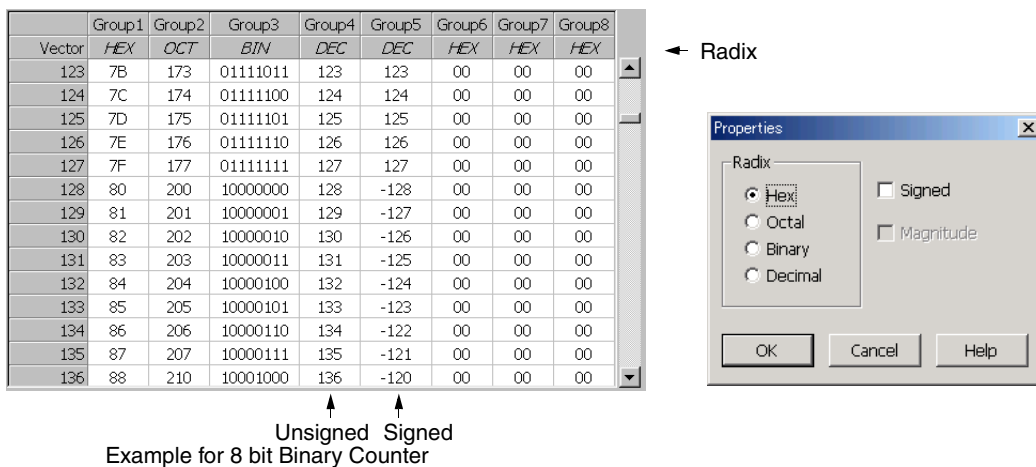 Group1 Group2 Group3 Group4 Group5 Group6 Group7 Group8
Vector HEX OCT BIN DEC DEC HEX HEX HEX
123 7B 173 01111011 123 123 00 00 00
124 7C 174 01111100 124 124 00 00 00
125 7D 175 01111101 125 125 00 00 00
126 7E 176 01111110 126 126 00 00 00
127 7F 177 01111111 127 127 00 00 00
128 80 200 10000000 128 -128 00 00 00
129 81 201 10000001 129 -127 00 00 00
130 82 202 10000010 130 -126 00 00 00
131 83 203 10000011 131 -125 00 00 00
132 84 204 10000100 132 -124 00 00 00
133 85 205 10000101 133 -123 00 00 00
134 86 206 10000110 134 -122 00 00 00
135 87 207 10000111 135 -121 00 00 00
136 88 210 10001000 136 -120 00 00 00
Radix
Properties
Radix
Hex
Octal
Binary
Decimal
Signed
Magnitude
OK Cancel Help
Unsigned Signed
Example for 8 bit Binary Counter